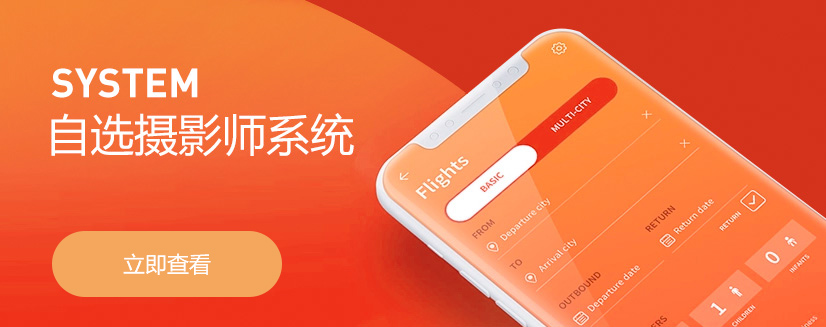 SYSTEM
自选摄影师系统
立即查看
Flights
BASIC
MULTI-CITY
FROM
Departure city
TO
Arrival city
OUTBOUND
Departure date
RETURN
Return date
RETURN
1
CHILDREN
0
INFANTS